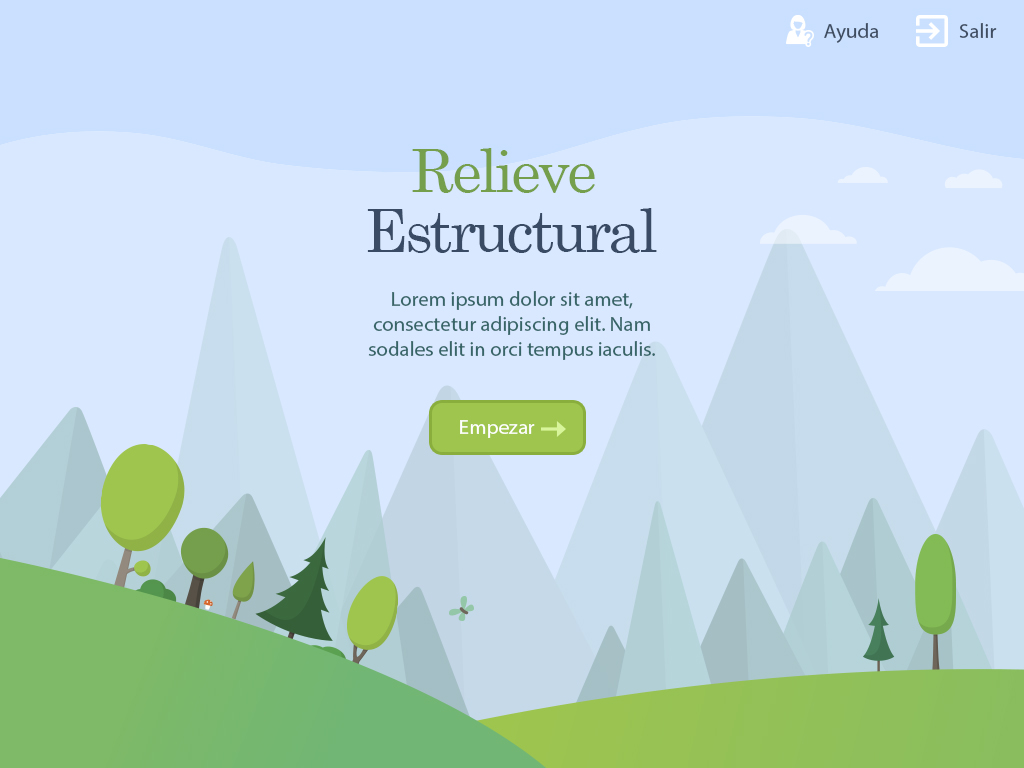 Ayuda
Salir
Relieve
Estructural
Lorem ipsum dolor sit amet,
consectetur adipiscing elit. Nam
sodales elit in orci tempus iaculis.
Empezar